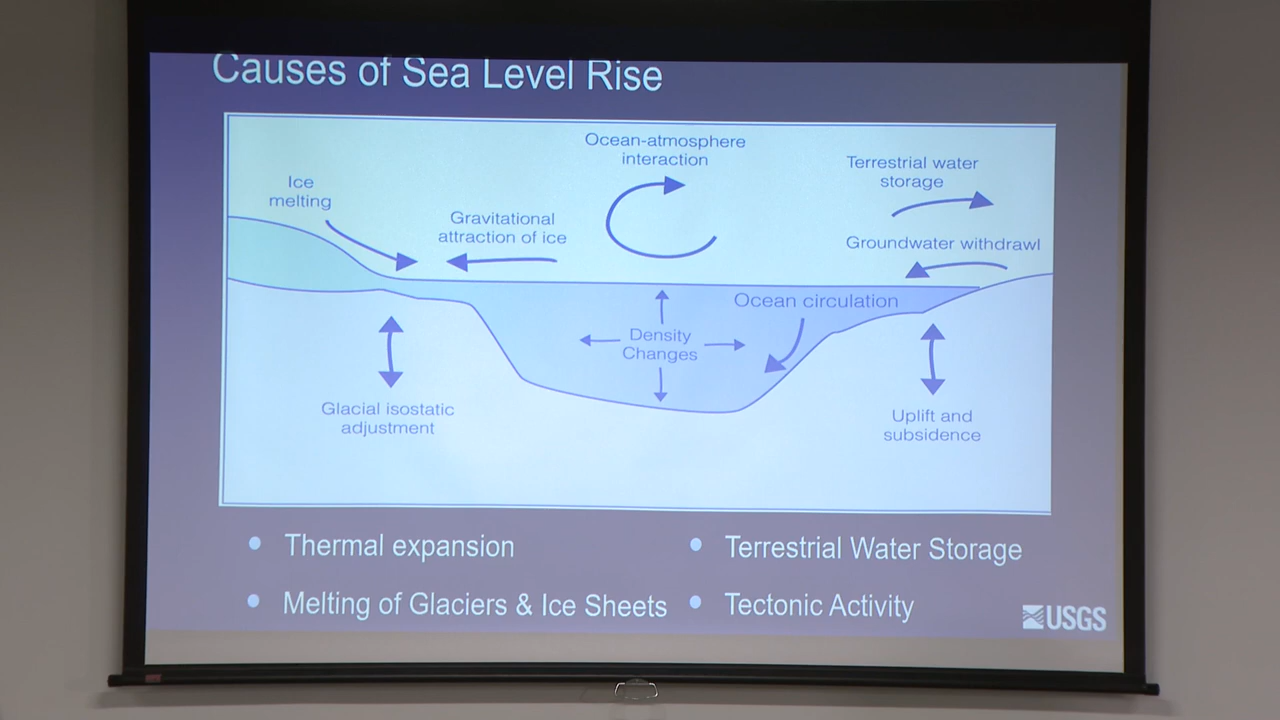 Causes of Sea Level Rise
Ocean-atmosphere
interaction
Terrestrial water
storage
Ice
melting
Gravitational
attraction of ice
Groundwater withdrawl
Ocean circulation
Density
Changes
Glacial isostatic
adjustment
Uplift and
subsidence
• Thermal expansion
• Melting of Glaciers & Ice Sheets
• Terrestrial Water Storage
• Tectonic Activity
USGS